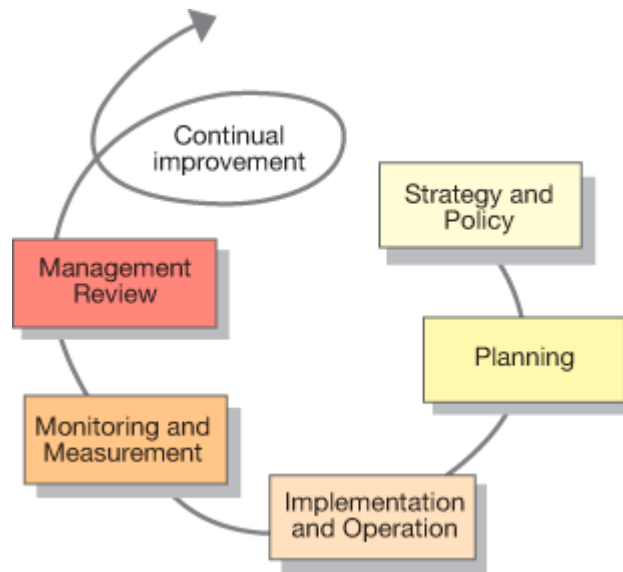 Continual
improvement
Strategy and
Policy
Management
Review
Planning
Monitoring and
Measurement
Implementation
and Operation